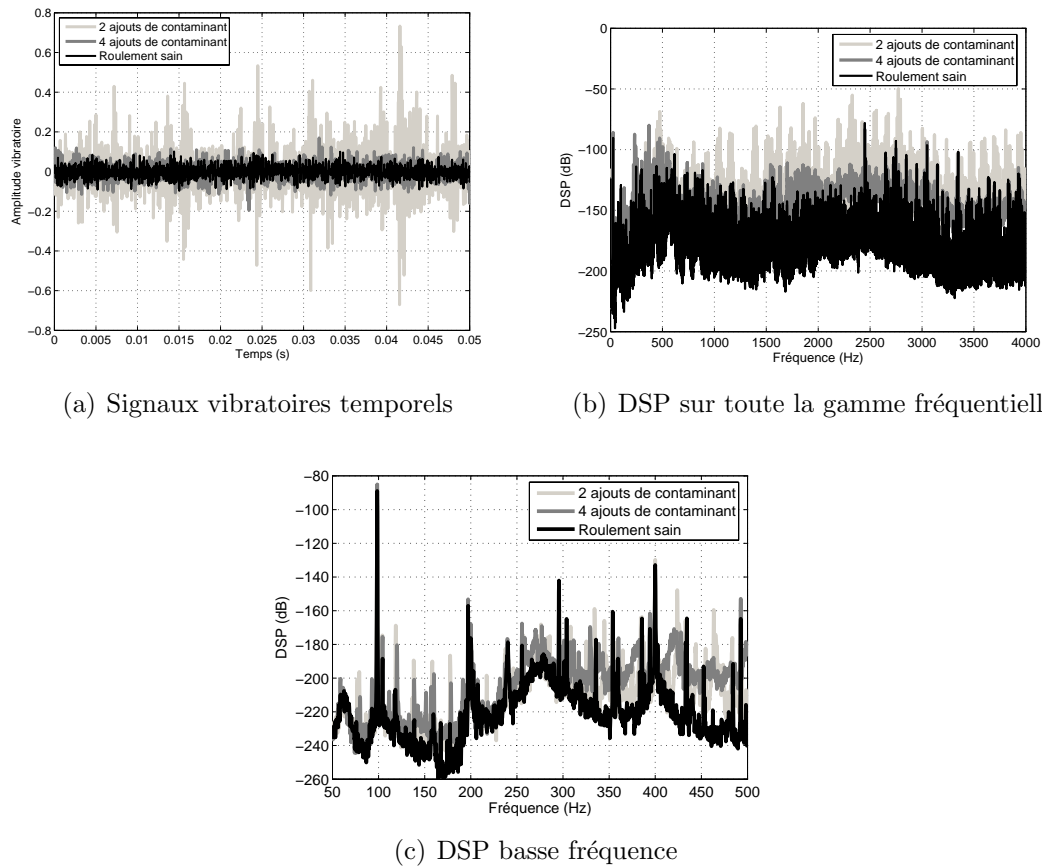 2 ajouts de contaminant
4 ajouts de contaminant
Roulement sain
Amplitude vibratoire
0.8
0.6
0.4
0.2
0
−0.2
−0.4
−0.6
−0.8
0 0.005 0.01 0.015 0.02 0.025 0.03 0.035 0.04 0.045 0.05
Temps (s)
(a) Signaux vibratoires temporels
2 ajouts de contaminant
4 ajouts de contaminant
Roulement sain
DSP (dB)
0
−50
−100
−150
−200
−250
0 500 1000 1500 2000 2500 3000 3500 4000
Fréquence (Hz)
(b) DSP sur toute la gamme fréquentiell
2 ajouts de contaminant
4 ajouts de contaminant
Roulement sain
DSP (dB)
−80
−100
−120
−140
−160
−180
−200
−220
−240
−260
50 100 150 200 250 300 350 400 450 500
Fréquence (Hz)
(c) DSP basse fréquence